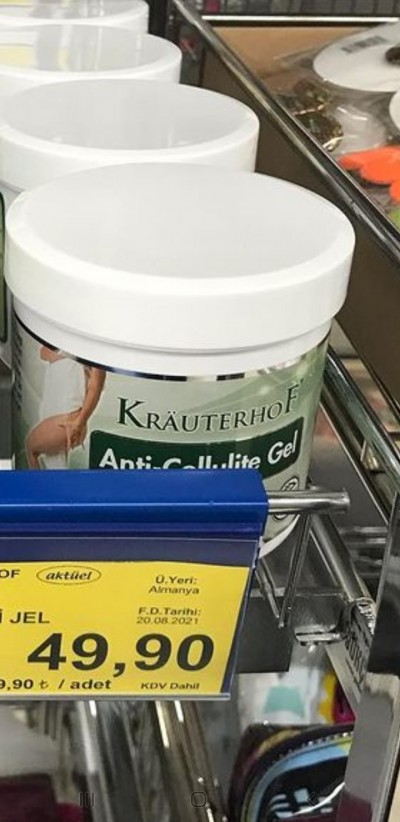 KRÄUTERHOF
Anti-Cellulite Gel
OF aktüel Ü.Yeri:
Almanya
F.D.Tarihi:
İ JEL 20.08.2021
49,90
9,90 ₺ / adet KDV Dahil